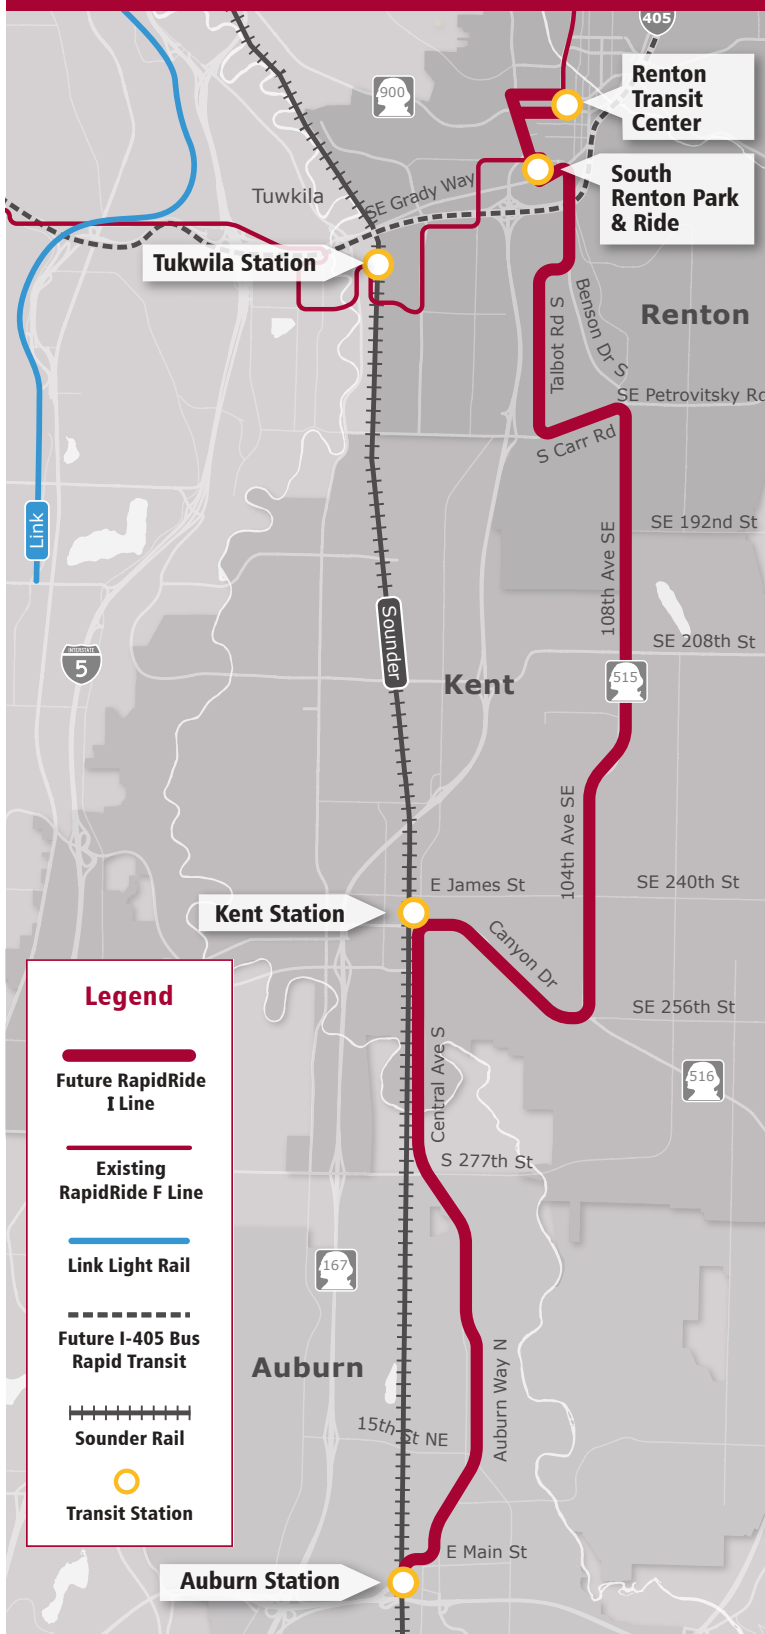 405
Renton
Transit
Center
900
South
Renton Park
& Ride
SE Grady Way
Tuwkila
Tukwila Station
Renton
Benson Dr S
Talbot Rd S
SE Petrovitsky Rd
S Carr Rd
Link
SE 192nd St
108th Ave SE
Sounder
SE 208th St
INTERSTATE
5
515
Kent
104th Ave SE
E James St
SE 240th St
Kent Station
Canyon Dr
SE 256th St
Legend
Future RapidRide
I Line
Existing
RapidRide F Line
Link Light Rail
Future I-405 Bus
Rapid Transit
Sounder Rail
Transit Station
Central Ave S
516
S 277th St
167
Auburn
Auburn Way N
15th St NE
E Main St
Auburn Station